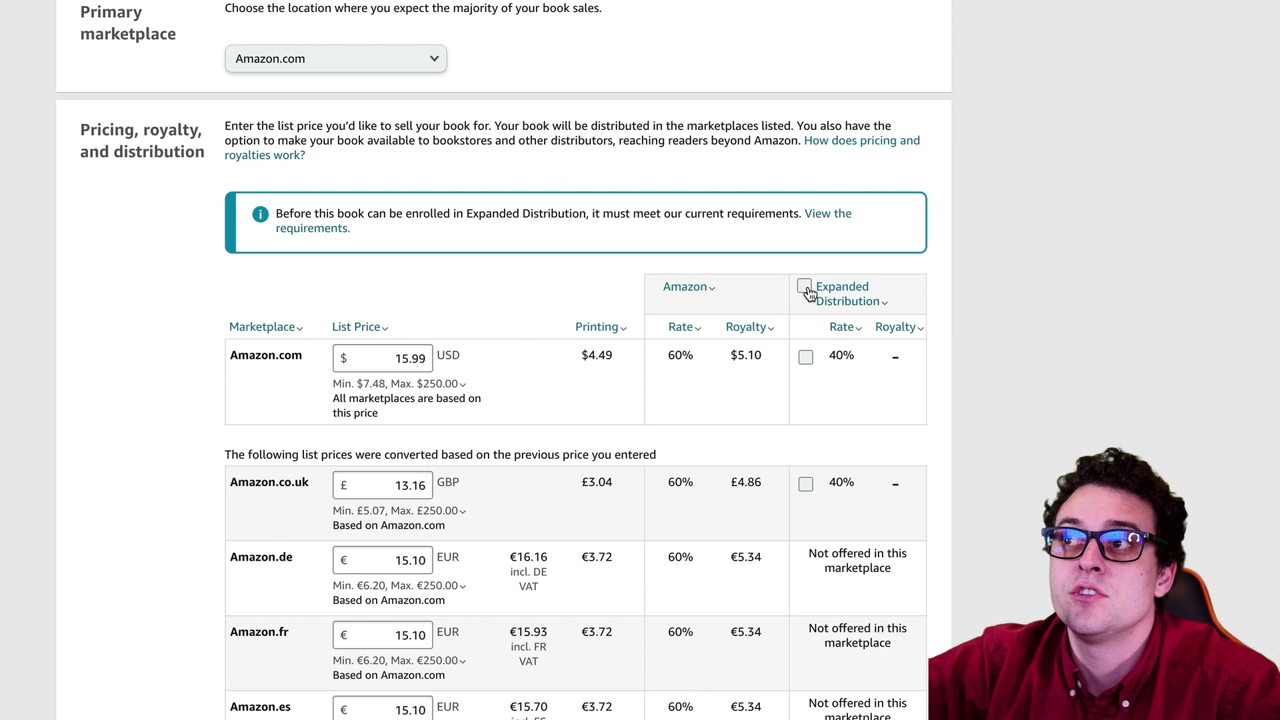 Primary
marketplace
Choose the location where you expect the majority of your book sales.
Amazon.com
Pricing, royalty,
and distribution
Enter the list price you'd like to sell your book for. Your book will be distributed in the marketplaces listed. You also have the
option to make your book available to bookstores and other distributors, reaching readers beyond Amazon. How does pricing and
royalties work?
Before this book can be enrolled in Expanded Distribution, it must meet our current requirements. View the
requirements.
Amazon
Expanded
Distribution
Marketplace List Price Printing Rate Royalty Rate Royalty
Amazon.com $ 15.99 USD $4.49 60% $5.10 40% –
Min. $7.48, Max. $250.00
All marketplaces are based on
this price
The following list prices were converted based on the previous price you entered
Amazon.co.uk £ 13.16 GBP £3.04 60% £4.86 40% –
Min. £5.07, Max. £250.00
Based on Amazon.com
Amazon.de € 15.10 EUR €16.16 €3.72 60% €5.34 Not offered in this
incl. DE marketplace
VAT
Min. €6.20, Max. €250.00
Based on Amazon.com
Amazon.fr € 15.10 EUR €15.93 €3.72 60% €5.34 Not offered in this
incl. FR marketplace
VAT
Min. €6.20, Max. €250.00
Based on Amazon.com
Amazon.es € 15.10 EUR €15.70 €3.72 60% €5.34 Not offered in this
marketplace